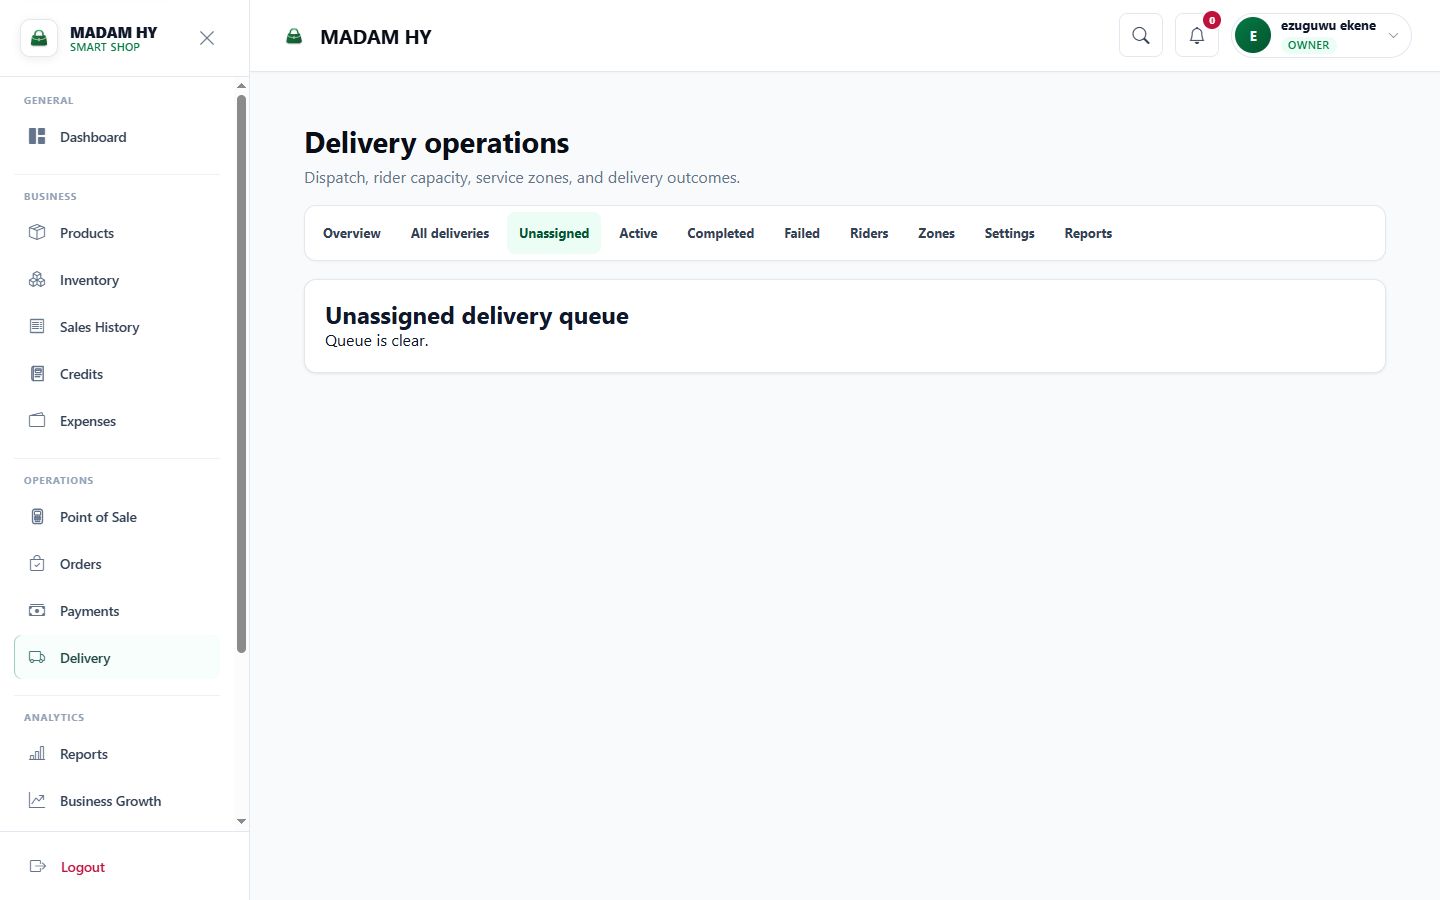 MADAM HY
SMART SHOP
GENERAL
Dashboard
BUSINESS
Products
Inventory
Sales History
Credits
Expenses
OPERATIONS
Point of Sale
Orders
Payments
Delivery
ANALYTICS
Reports
Business Growth
Logout
MADAM HY
0
E
ezuguwu ekene
OWNER
Delivery operations
Dispatch, rider capacity, service zones, and delivery outcomes.
Overview All deliveries Unassigned Active Completed Failed Riders Zones Settings Reports
Unassigned delivery queue
Queue is clear.